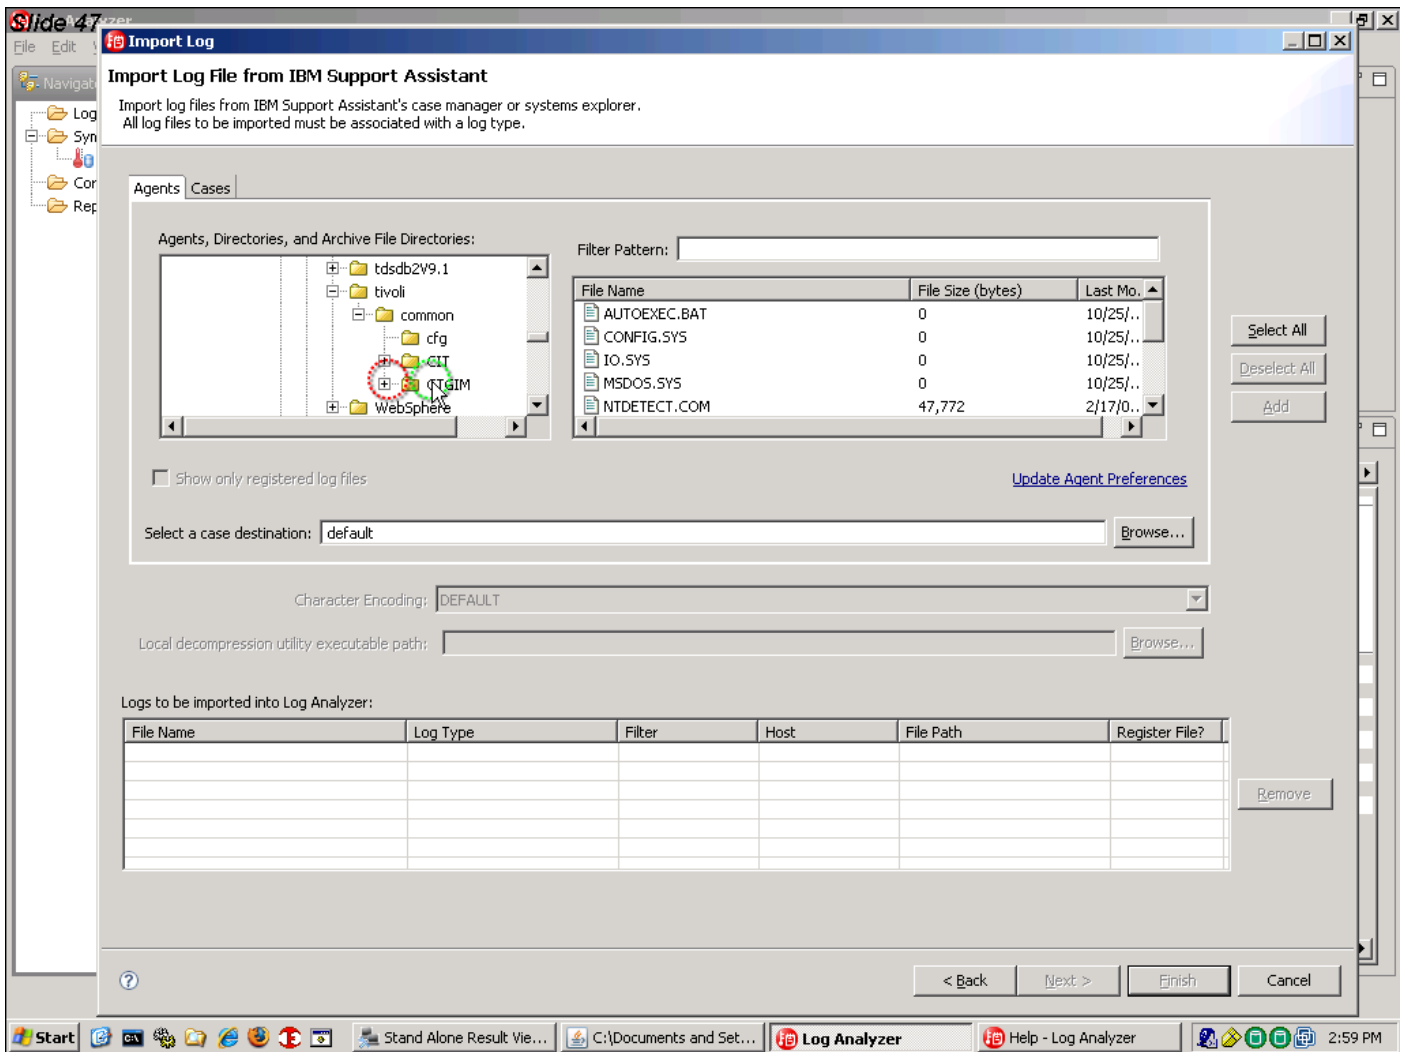 Slide 47
Analyzer
Import Log
File Edit
Import Log File from IBM Support Assistant
Import log files from IBM Support Assistant's case manager or systems explorer.
All log files to be imported must be associated with a log type.
Navigat
Log
Syn
Cor
Rep
Agents Cases
Agents, Directories, and Archive File Directories:
Filter Pattern:
tdsdb2V9.1
tivoli
common
cfg
CIT
CTGIM
WebSphere
File Name File Size (bytes) Last Mo.
AUTOEXEC.BAT 0 10/25/..
CONFIG.SYS 0 10/25/..
IO.SYS 0 10/25/..
MSDOS.SYS 0 10/25/..
NTDETECT.COM 47,772 2/17/0..
Select All
Deselect All
Add
Show only registered log files
Update Agent Preferences
Select a case destination: default Browse...
Character Encoding: DEFAULT
Local decompression utility executable path: Browse...
Logs to be imported into Log Analyzer:
File Name Log Type Filter Host File Path Register File?
Remove
? < Back Next > Finish Cancel
Start Stand Alone Result Vie... C:\Documents and Set... Log Analyzer Help - Log Analyzer 2:59 PM